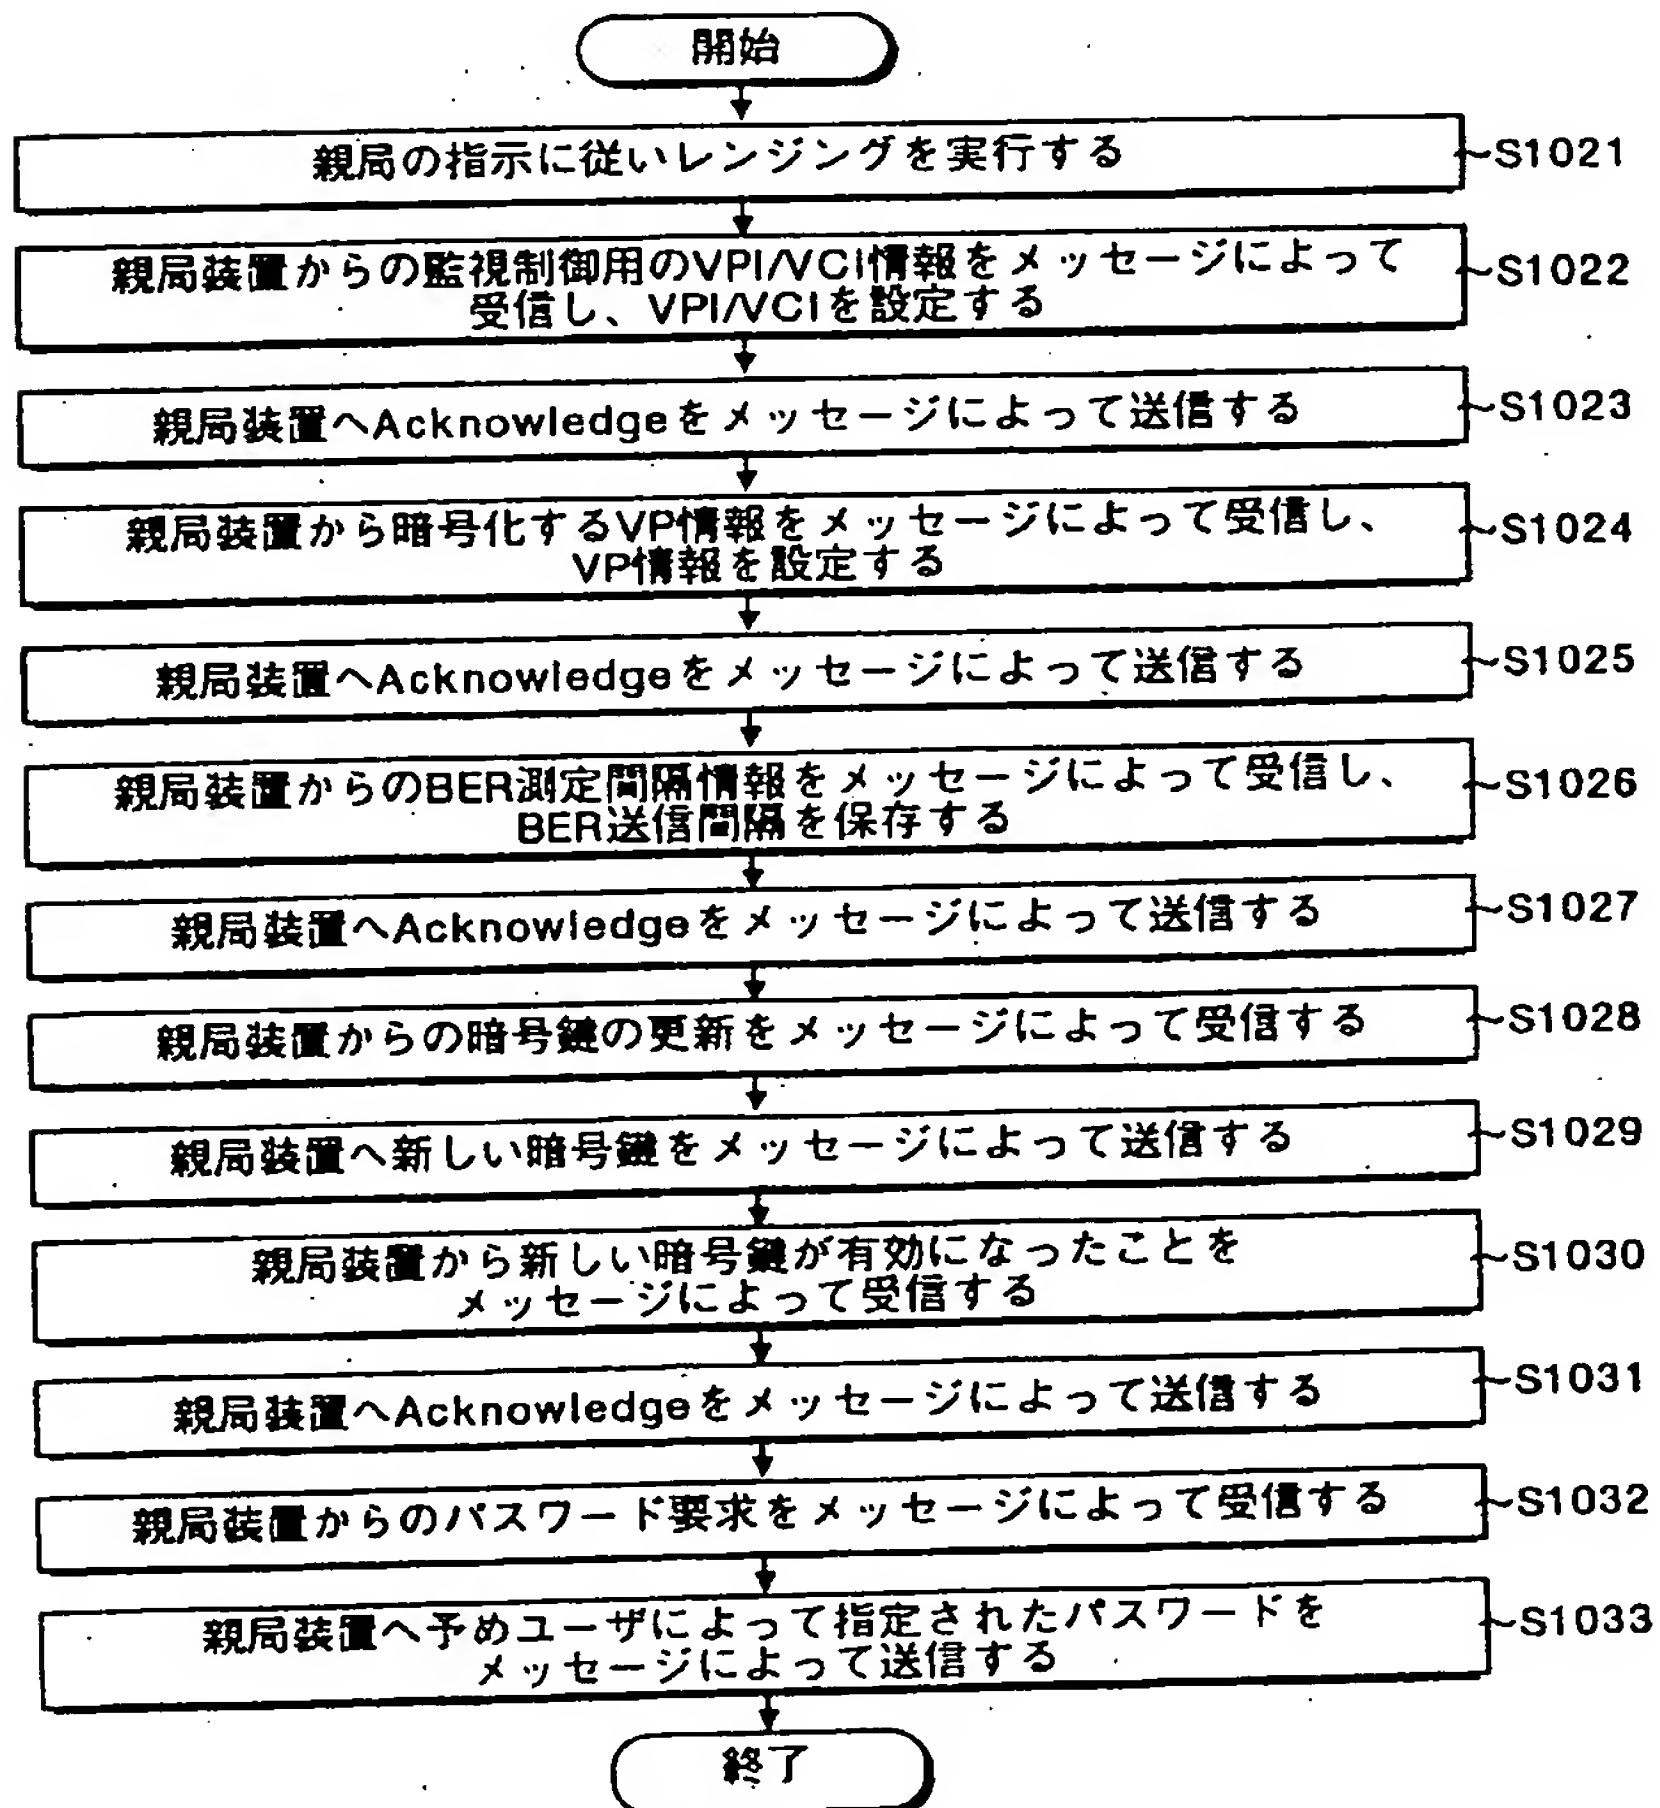 開始
親局の指示に従いレンジングを実行する
S1021
親局装置からの監視制御用のVPI/VCI情報をメッセージによって
受信し、VPI/VCIを設定する
S1022
親局装置へAcknowledgeをメッセージによって送信する
S1023
親局装置から暗号化するVP情報をメッセージによって受信し、
VP情報を設定する
S1024
親局装置へAcknowledgeをメッセージによって送信する
S1025
親局装置からのBER測定間隔情報をメッセージによって受信し、
BER送信間隔を保存する
S1026
親局装置へAcknowledgeをメッセージによって送信する
S1027
親局装置からの暗号鍵の更新をメッセージによって受信する
S1028
親局装置へ新しい暗号鍵をメッセージによって送信する
S1029
親局装置から新しい暗号鍵が有効になったことを
メッセージによって受信する
S1030
親局装置へAcknowledgeをメッセージによって送信する
S1031
親局装置からのパスワード要求をメッセージによって受信する
S1032
親局装置へ予めユーザによって指定されたパスワードを
メッセージによって送信する
S1033
終了